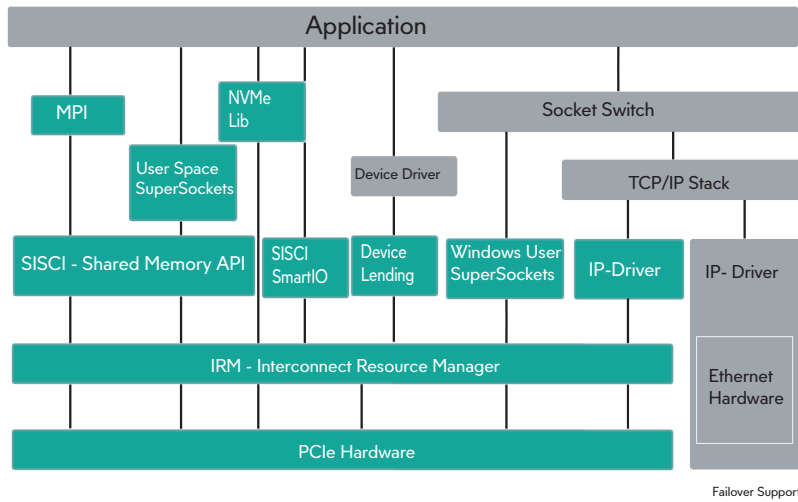 Application
MPI
NVMe
Lib
Socket Switch
User Space
SuperSockets
Device Driver
TCP/IP Stack
SISCI - Shared Memory API
SISCI
SmartIO
Device
Lending
Windows User
SuperSockets
IP-Driver
IP- Driver
IRM - Interconnect Resource Manager
Ethernet
Hardware
PCIe Hardware
Failover Support